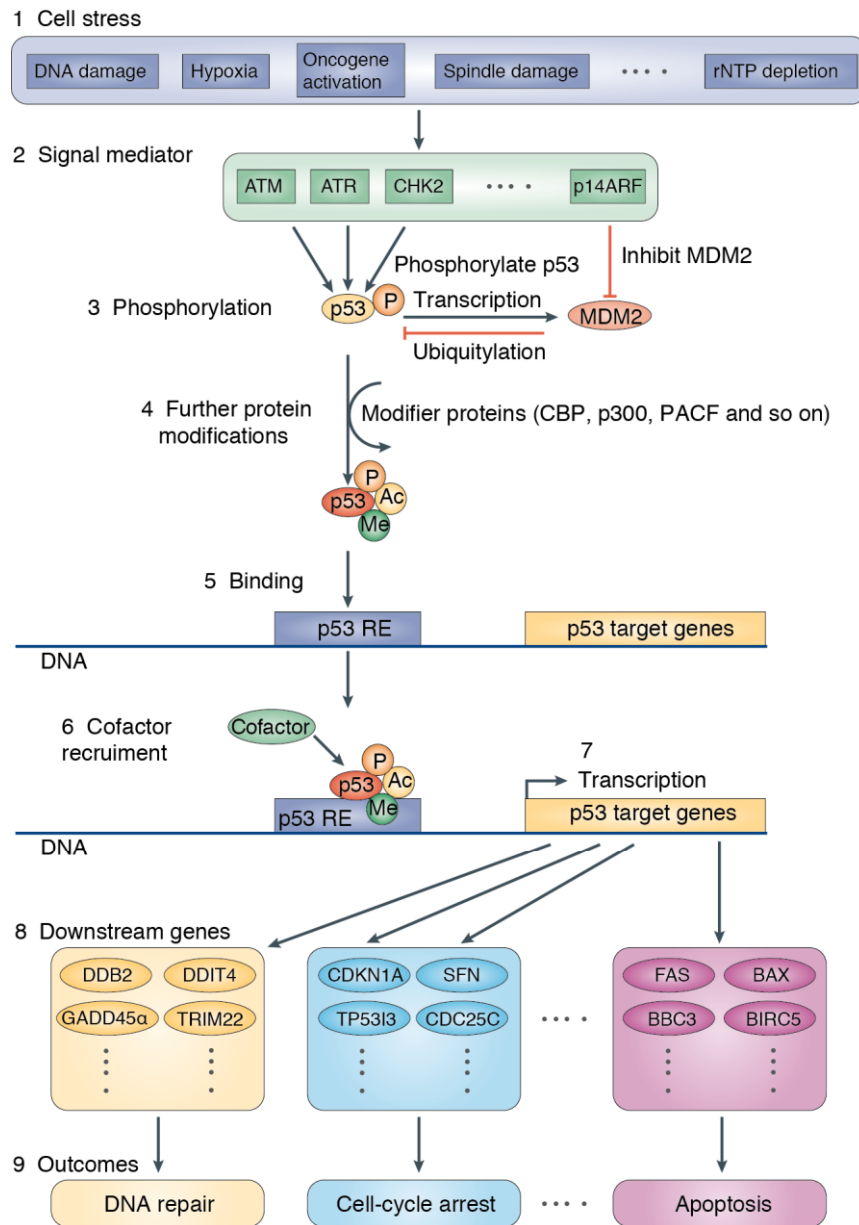 1 Cell stress
DNA damage
Hypoxia
Oncogene
activation
Spindle damage
rNTP depletion
2 Signal mediator
ATM
ATR
CHK2
p14ARF
Inhibit MDM2
Phosphorylate p53
3 Phosphorylation
p53
P
Transcription
MDM2
Ubiquitylation
4 Further protein
modifications
Modifier proteins (CBP, p300, PACF and so on)
P
p53
Ac
Me
5 Binding
p53 RE
p53 target genes
DNA
6 Cofactor
recruiment
Cofactor
P
p53
Ac
Me
p53 RE
7
Transcription
p53 target genes
DNA
8 Downstream genes
DDB2
DDIT4
GADD45α
TRIM22
CDKN1A
SFN
TP53I3
CDC25C
FAS
BAX
BBC3
BIRC5
9 Outcomes
DNA repair
Cell-cycle arrest
Apoptosis